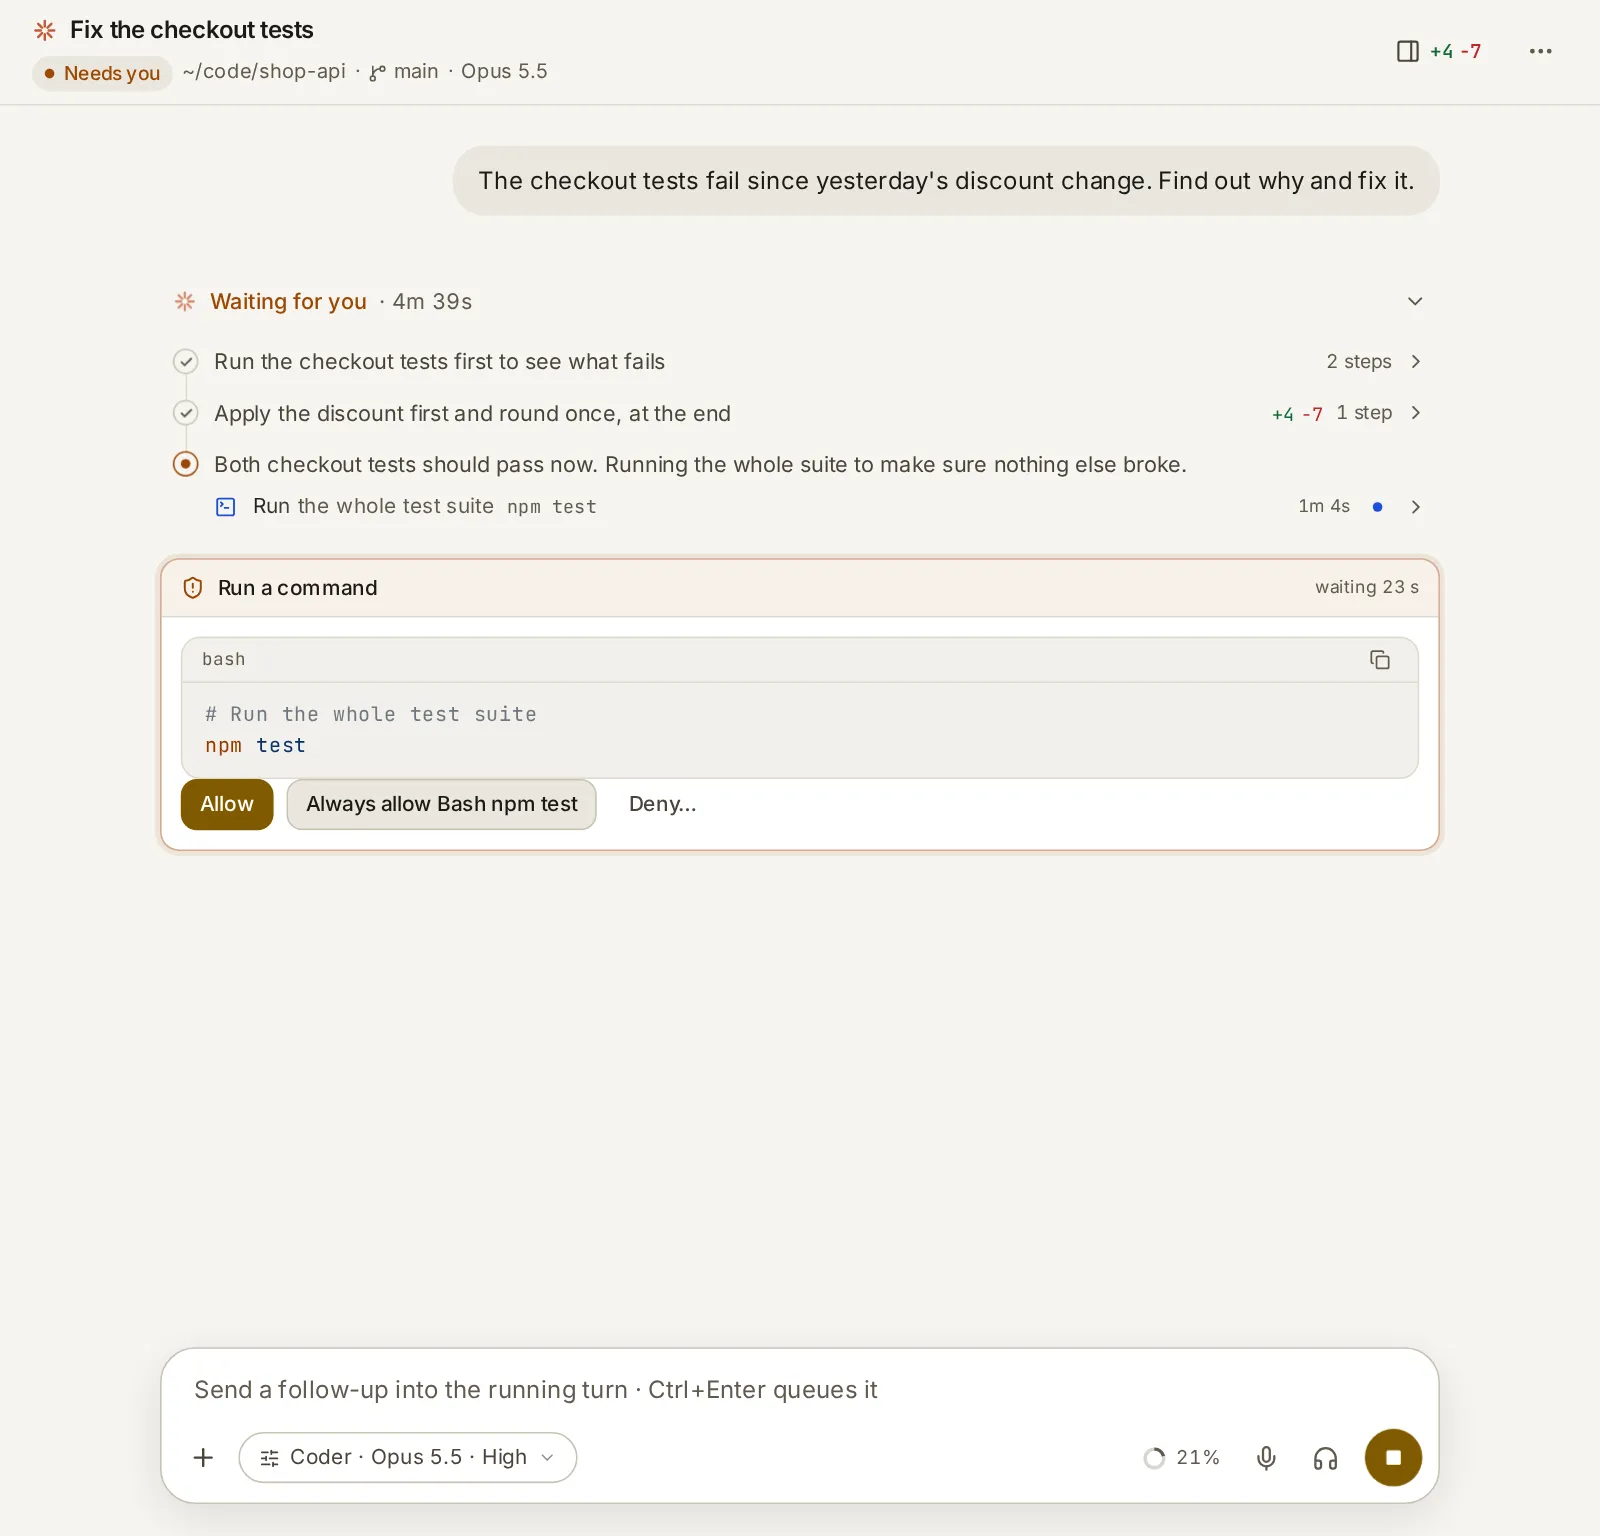 Fix the checkout tests
+4 -7
Needs you ~/code/shop-api · main · Opus 5.5
The checkout tests fail since yesterday's discount change. Find out why and fix it.
Waiting for you · 4m 39s
Run the checkout tests first to see what fails 2 steps
Apply the discount first and round once, at the end +4 -7 1 step
Both checkout tests should pass now. Running the whole suite to make sure nothing else broke.
Run the whole test suite npm test 1m 4s
Run a command waiting 23 s
bash
# Run the whole test suite
npm test
Allow Always allow Bash npm test Deny...
Send a follow-up into the running turn · Ctrl+Enter queues it
Coder · Opus 5.5 · High 21%